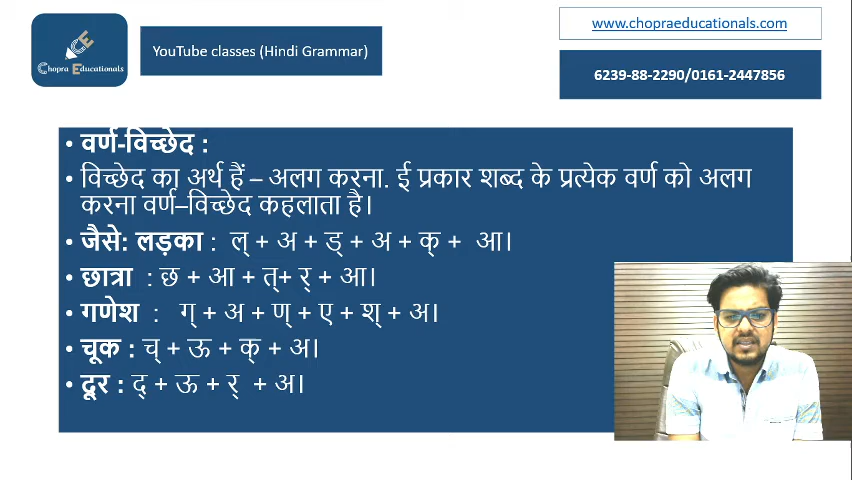 Chopra Educationals
YouTube classes (Hindi Grammar)
www.chopraeducationals.com
6239-88-2290/0161-2447856
• वर्ण-विच्छेद :
• विच्छेद का अर्थ हैं – अलग करना. ई प्रकार शब्द के प्रत्येक वर्ण को अलग
करना वर्ण–विच्छेद कहलाता है।
• जैसे: लड़का : ल् + अ + ड़् + अ + क् + आ।
• छात्रा : छ + आ + त्+ र् + आ।
• गणेश : ग् + अ + ण् + ए + श् + अ।
• चूक : च् + ऊ + क् + अ।
• दूर : द् + ऊ + र् + अ।